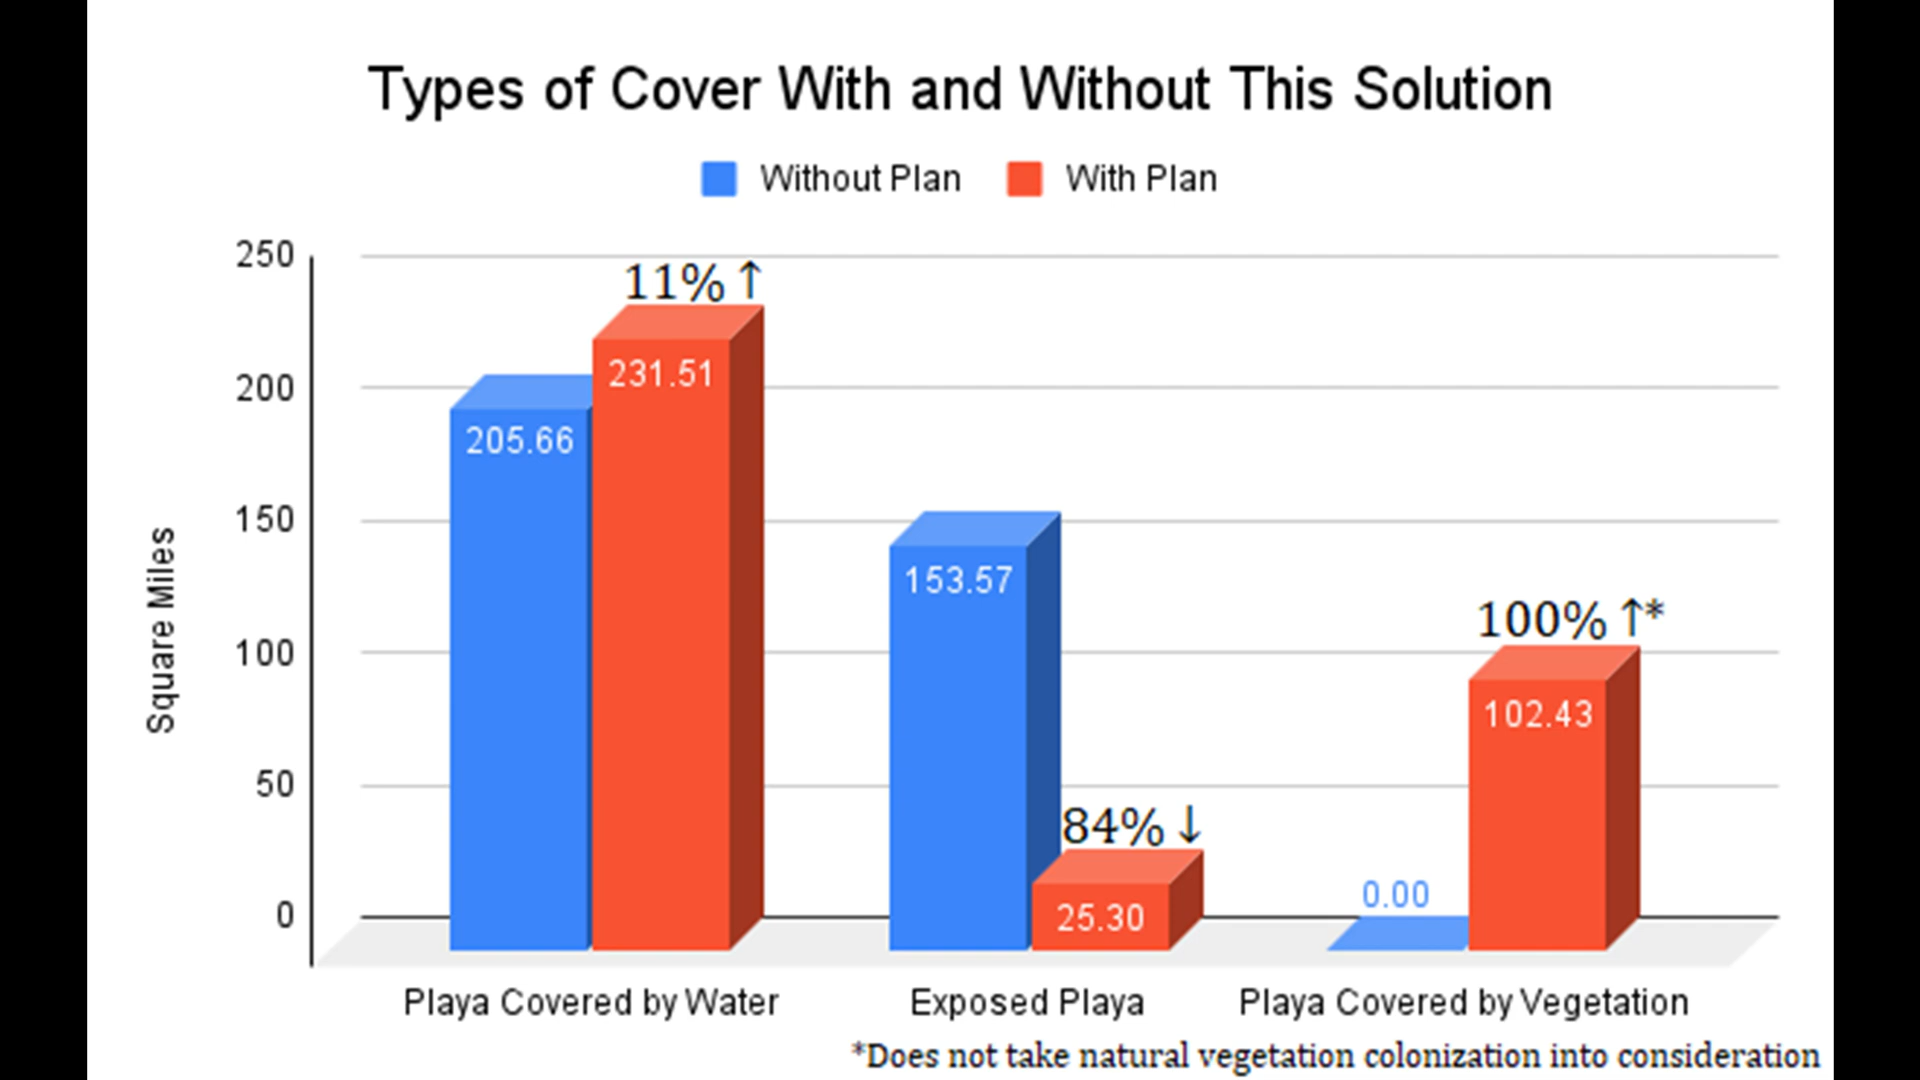 Types of Cover With and Without This Solution
Without Plan With Plan
250
200
150
100
50
0
Square Miles
11% ↑
205.66
231.51
153.57
84% ↓
25.30
0.00
100% ↑*
102.43
Playa Covered by Water
Exposed Playa
Playa Covered by Vegetation
*Does not take natural vegetation colonization into consideration